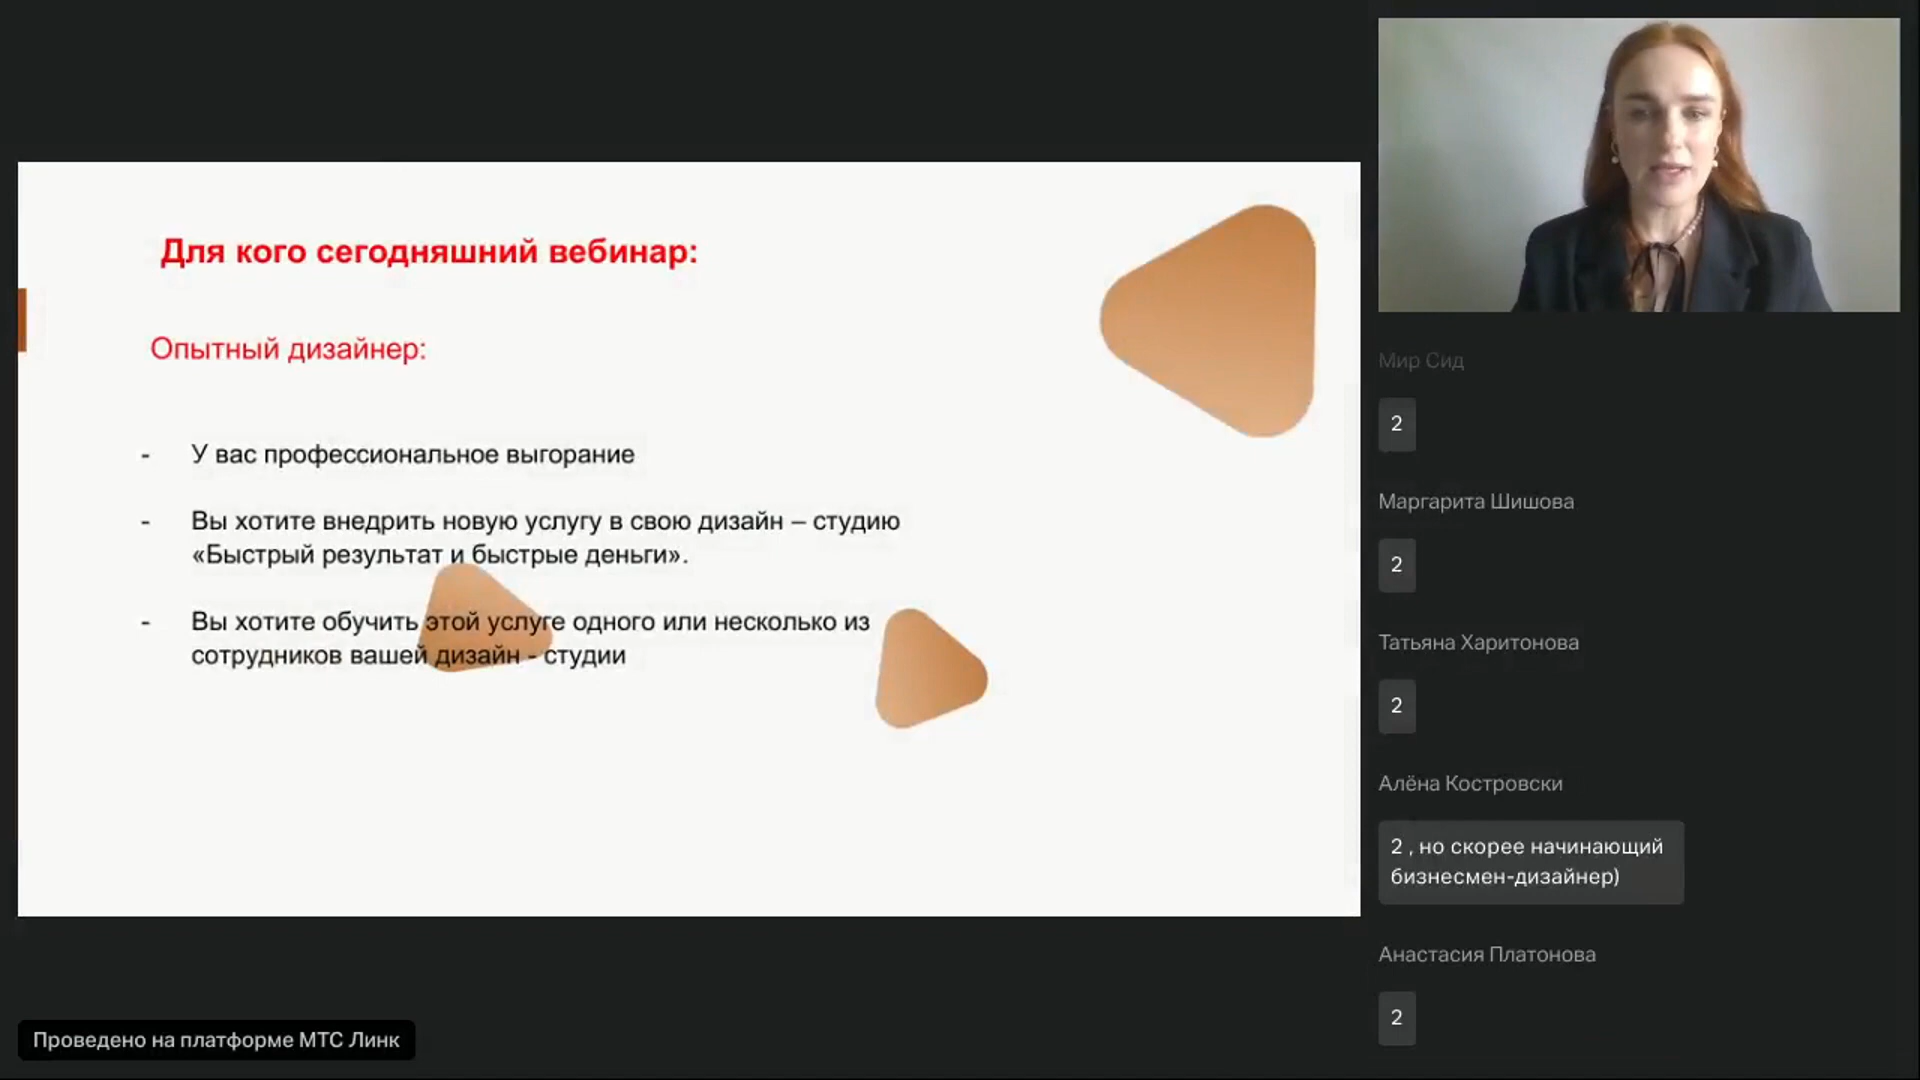 Для кого сегодняшний вебинар:
Опытный дизайнер:
- У вас профессиональное выгорание
- Вы хотите внедрить новую услугу в свою дизайн – студию
«Быстрый результат и быстрые деньги».
- Вы хотите обучить этой услуге одного или несколько из
сотрудников вашей дизайн - студии
Мир Сид
2
Маргарита Шишова
2
Татьяна Харитонова
2
Алёна Костровски
2 , но скорее начинающий
бизнесмен-дизайнер)
Анастасия Платонова
2
Проведено на платформе МТС Линк